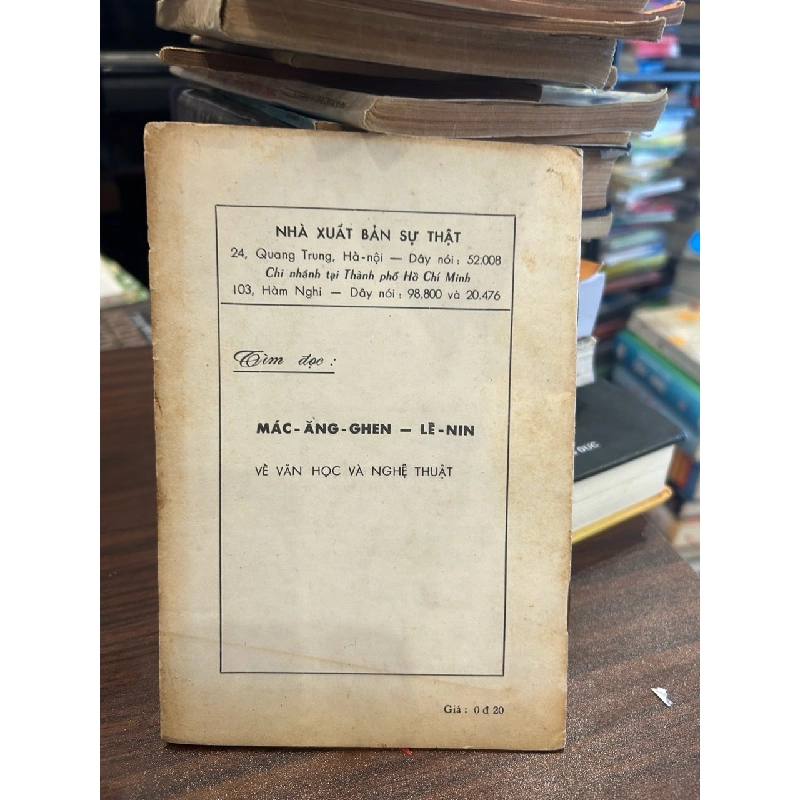 NHÀ XUẤT BẢN SỰ THẬT
24, Quang Trung, Hà-nội — Dây nói : 52.008
Chi nhánh tại Thành phố Hồ Chí Minh
103, Hàm Nghi — Dây nói : 98.800 và 20.476
Tìm đọc :
MÁC-ĂNG-GHEN — LÊ-NIN
VỀ VĂN HỌC VÀ NGHỆ THUẬT
Giá : 0 đ 20
ĐỨC